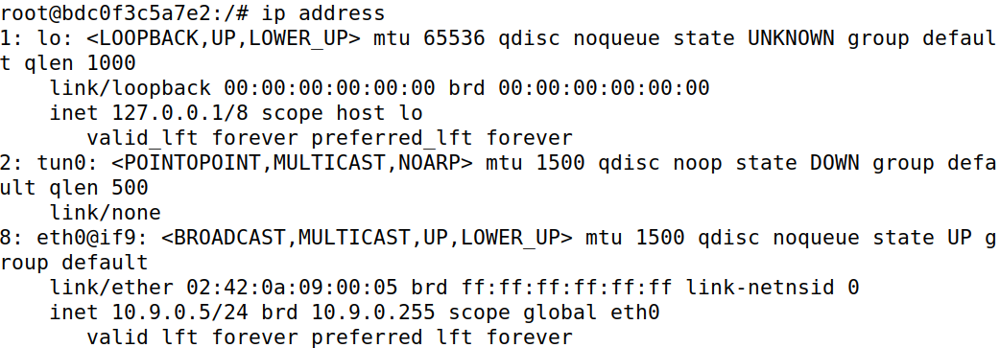 root@bdc0f3c5a7e2:/# ip address
1: lo: <LOOPBACK,UP,LOWER_UP> mtu 65536 qdisc noqueue state UNKNOWN group defaul
t qlen 1000
    link/loopback 00:00:00:00:00:00 brd 00:00:00:00:00:00
    inet 127.0.0.1/8 scope host lo
       valid_lft forever preferred_lft forever
2: tun0: <POINTOPOINT,MULTICAST,NOARP> mtu 1500 qdisc noop state DOWN group defa
ult qlen 500
    link/none
8: eth0@if9: <BROADCAST,MULTICAST,UP,LOWER_UP> mtu 1500 qdisc noqueue state UP g
roup default
    link/ether 02:42:0a:09:00:05 brd ff:ff:ff:ff:ff:ff link-netnsid 0
    inet 10.9.0.5/24 brd 10.9.0.255 scope global eth0
       valid lft forever preferred lft forever